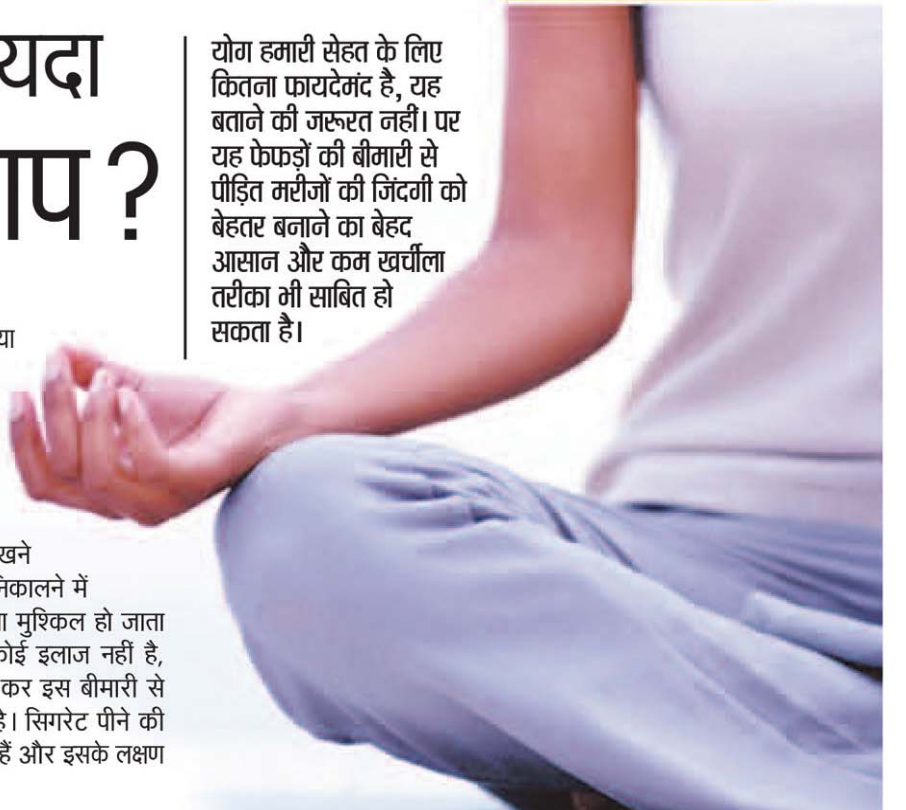 यदा
प ?
योग हमारी सेहत के लिए
कितना फायदेमंद है, यह
बताने की जरूरत नहीं। पर
यह फेफड़ों की बीमारी से
पीड़ित मरीजों की जिंदगी को
बेहतर बनाने का बेहद
आसान और कम खर्चीला
तरीका भी साबित हो
सकता है।
या
खने
निकालने में
मुश्किल हो जाता
कोई इलाज नहीं है,
कर इस बीमारी से
है। सिगरेट पीने की
हैं और इसके लक्षण